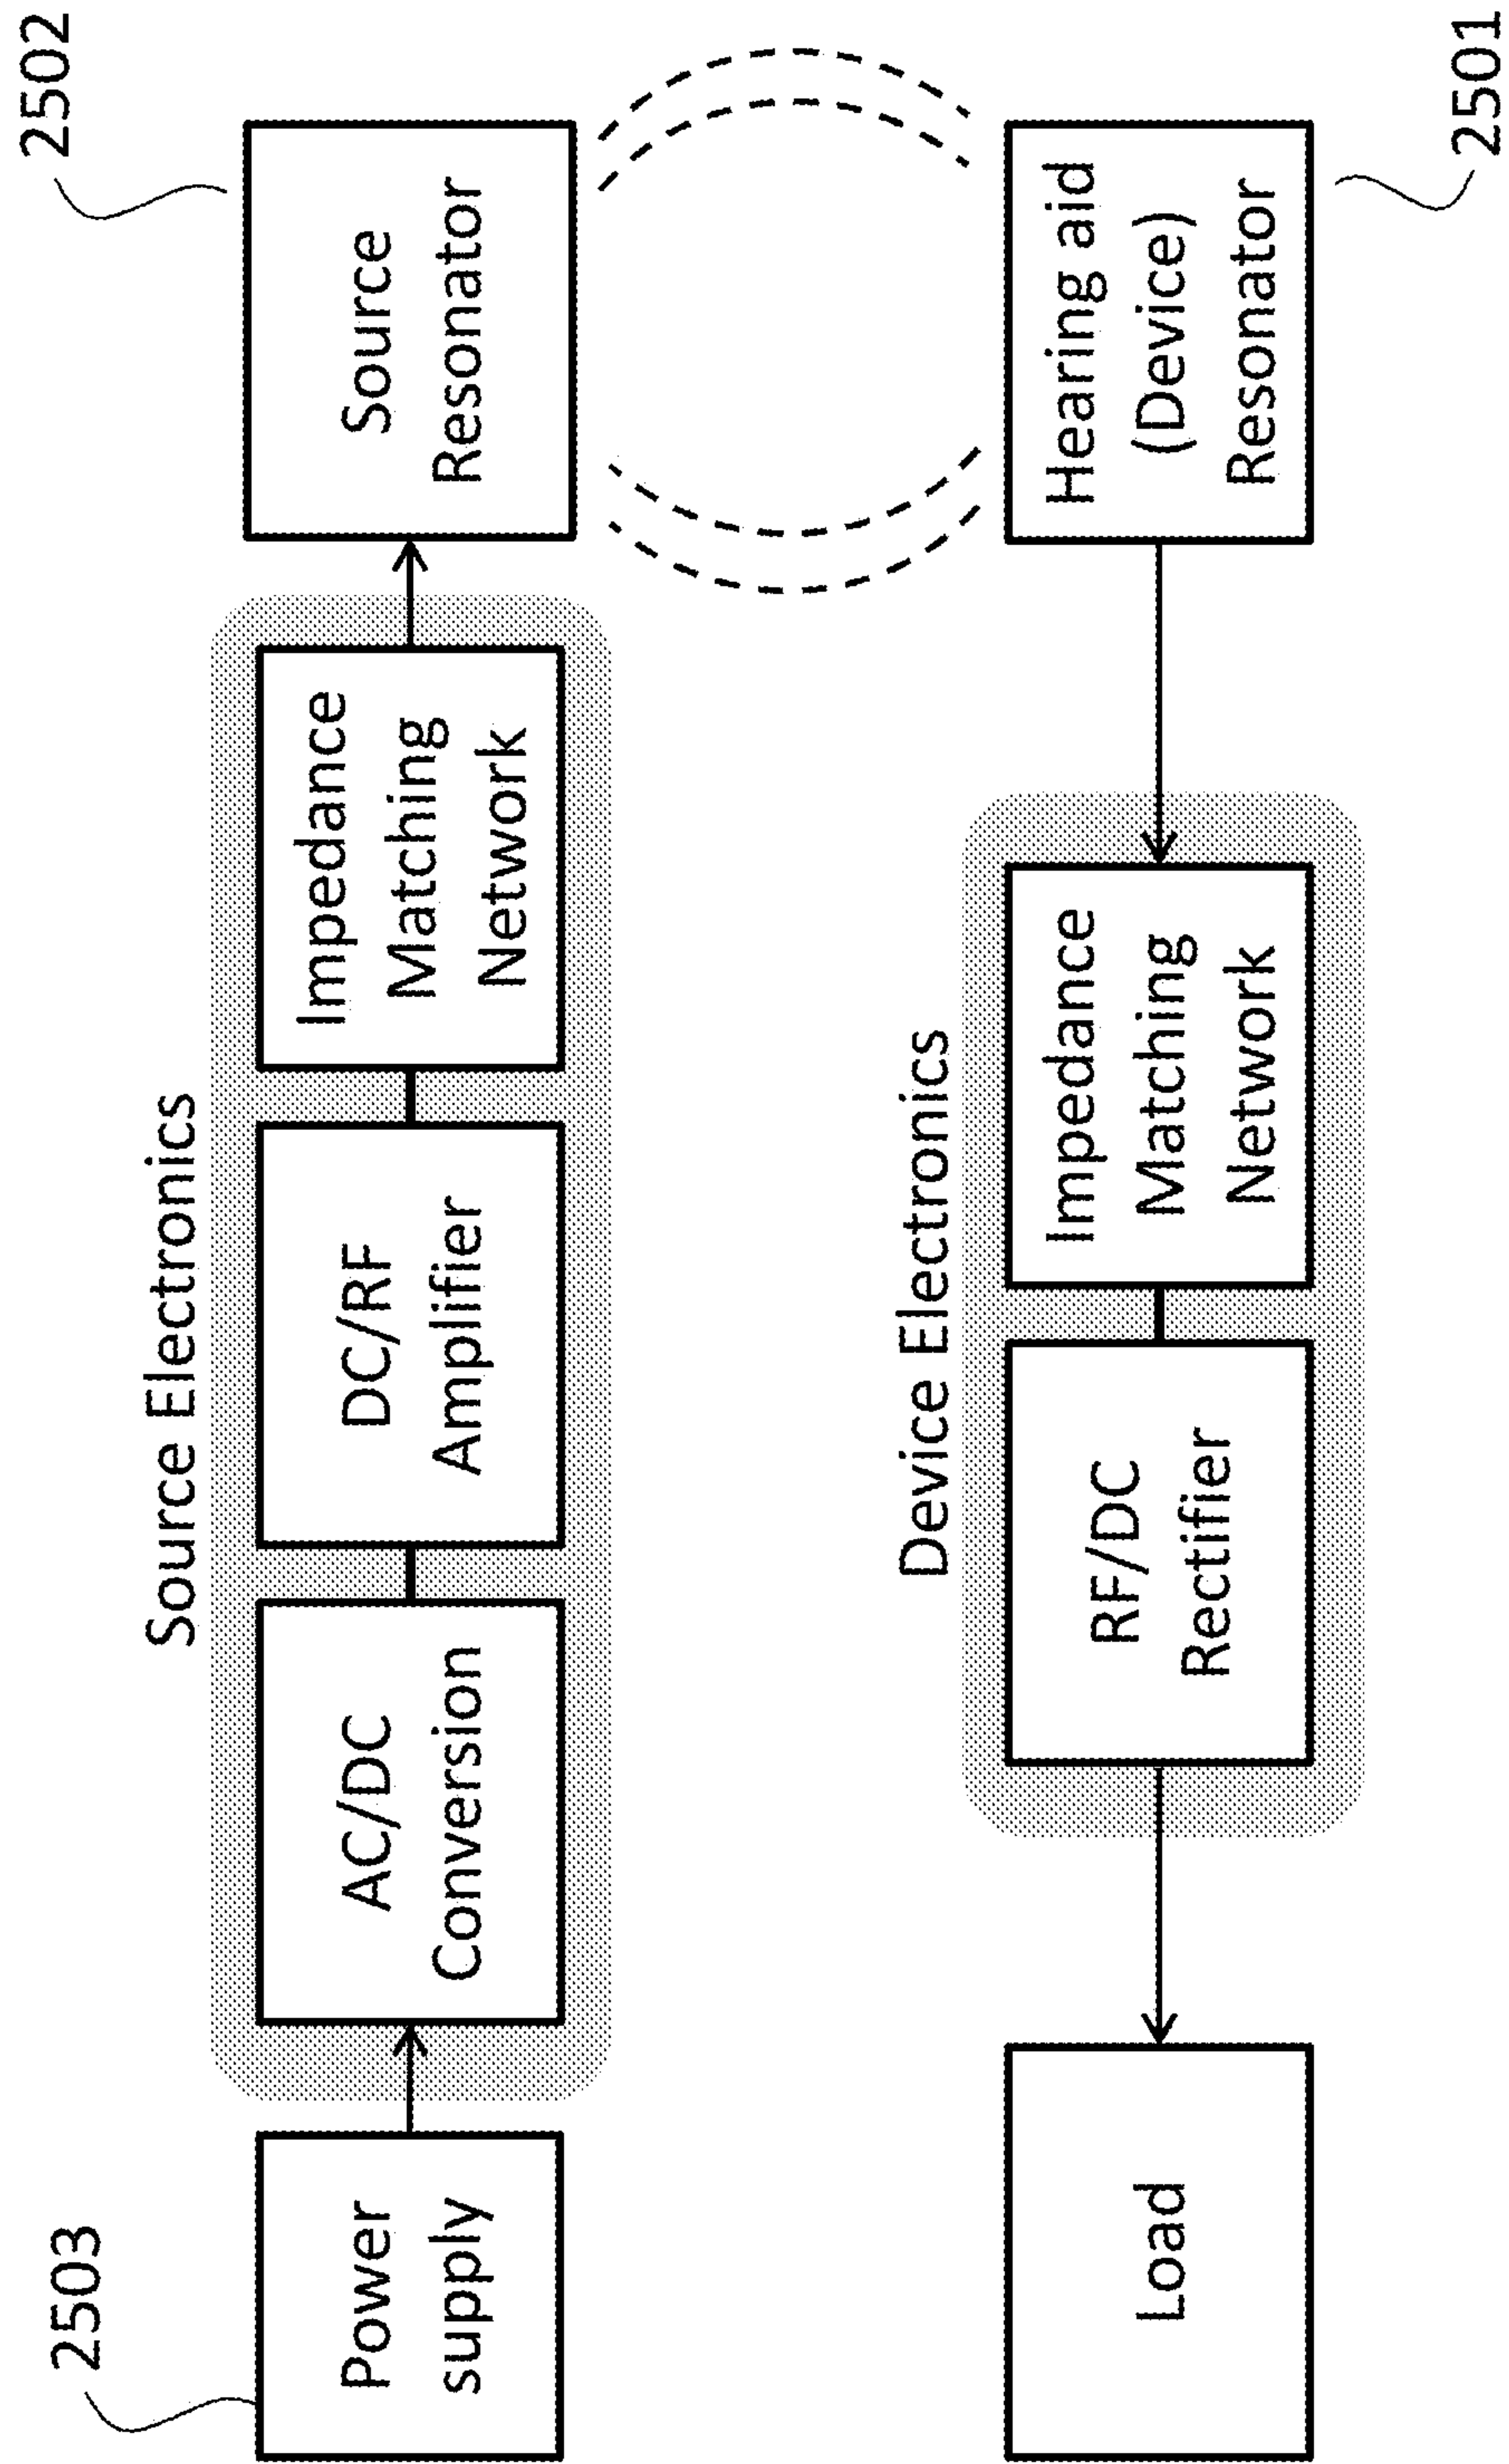 2503
2502
Source Electronics
Power
supply
AC/DC
Conversion
DC/RF
Amplifier
Impedance
Matching
Network
Source
Resonator
Device Electronics
Load
RF/DC
Rectifier
Impedance
Matching
Network
Hearing aid
(Device)
Resonator
2501